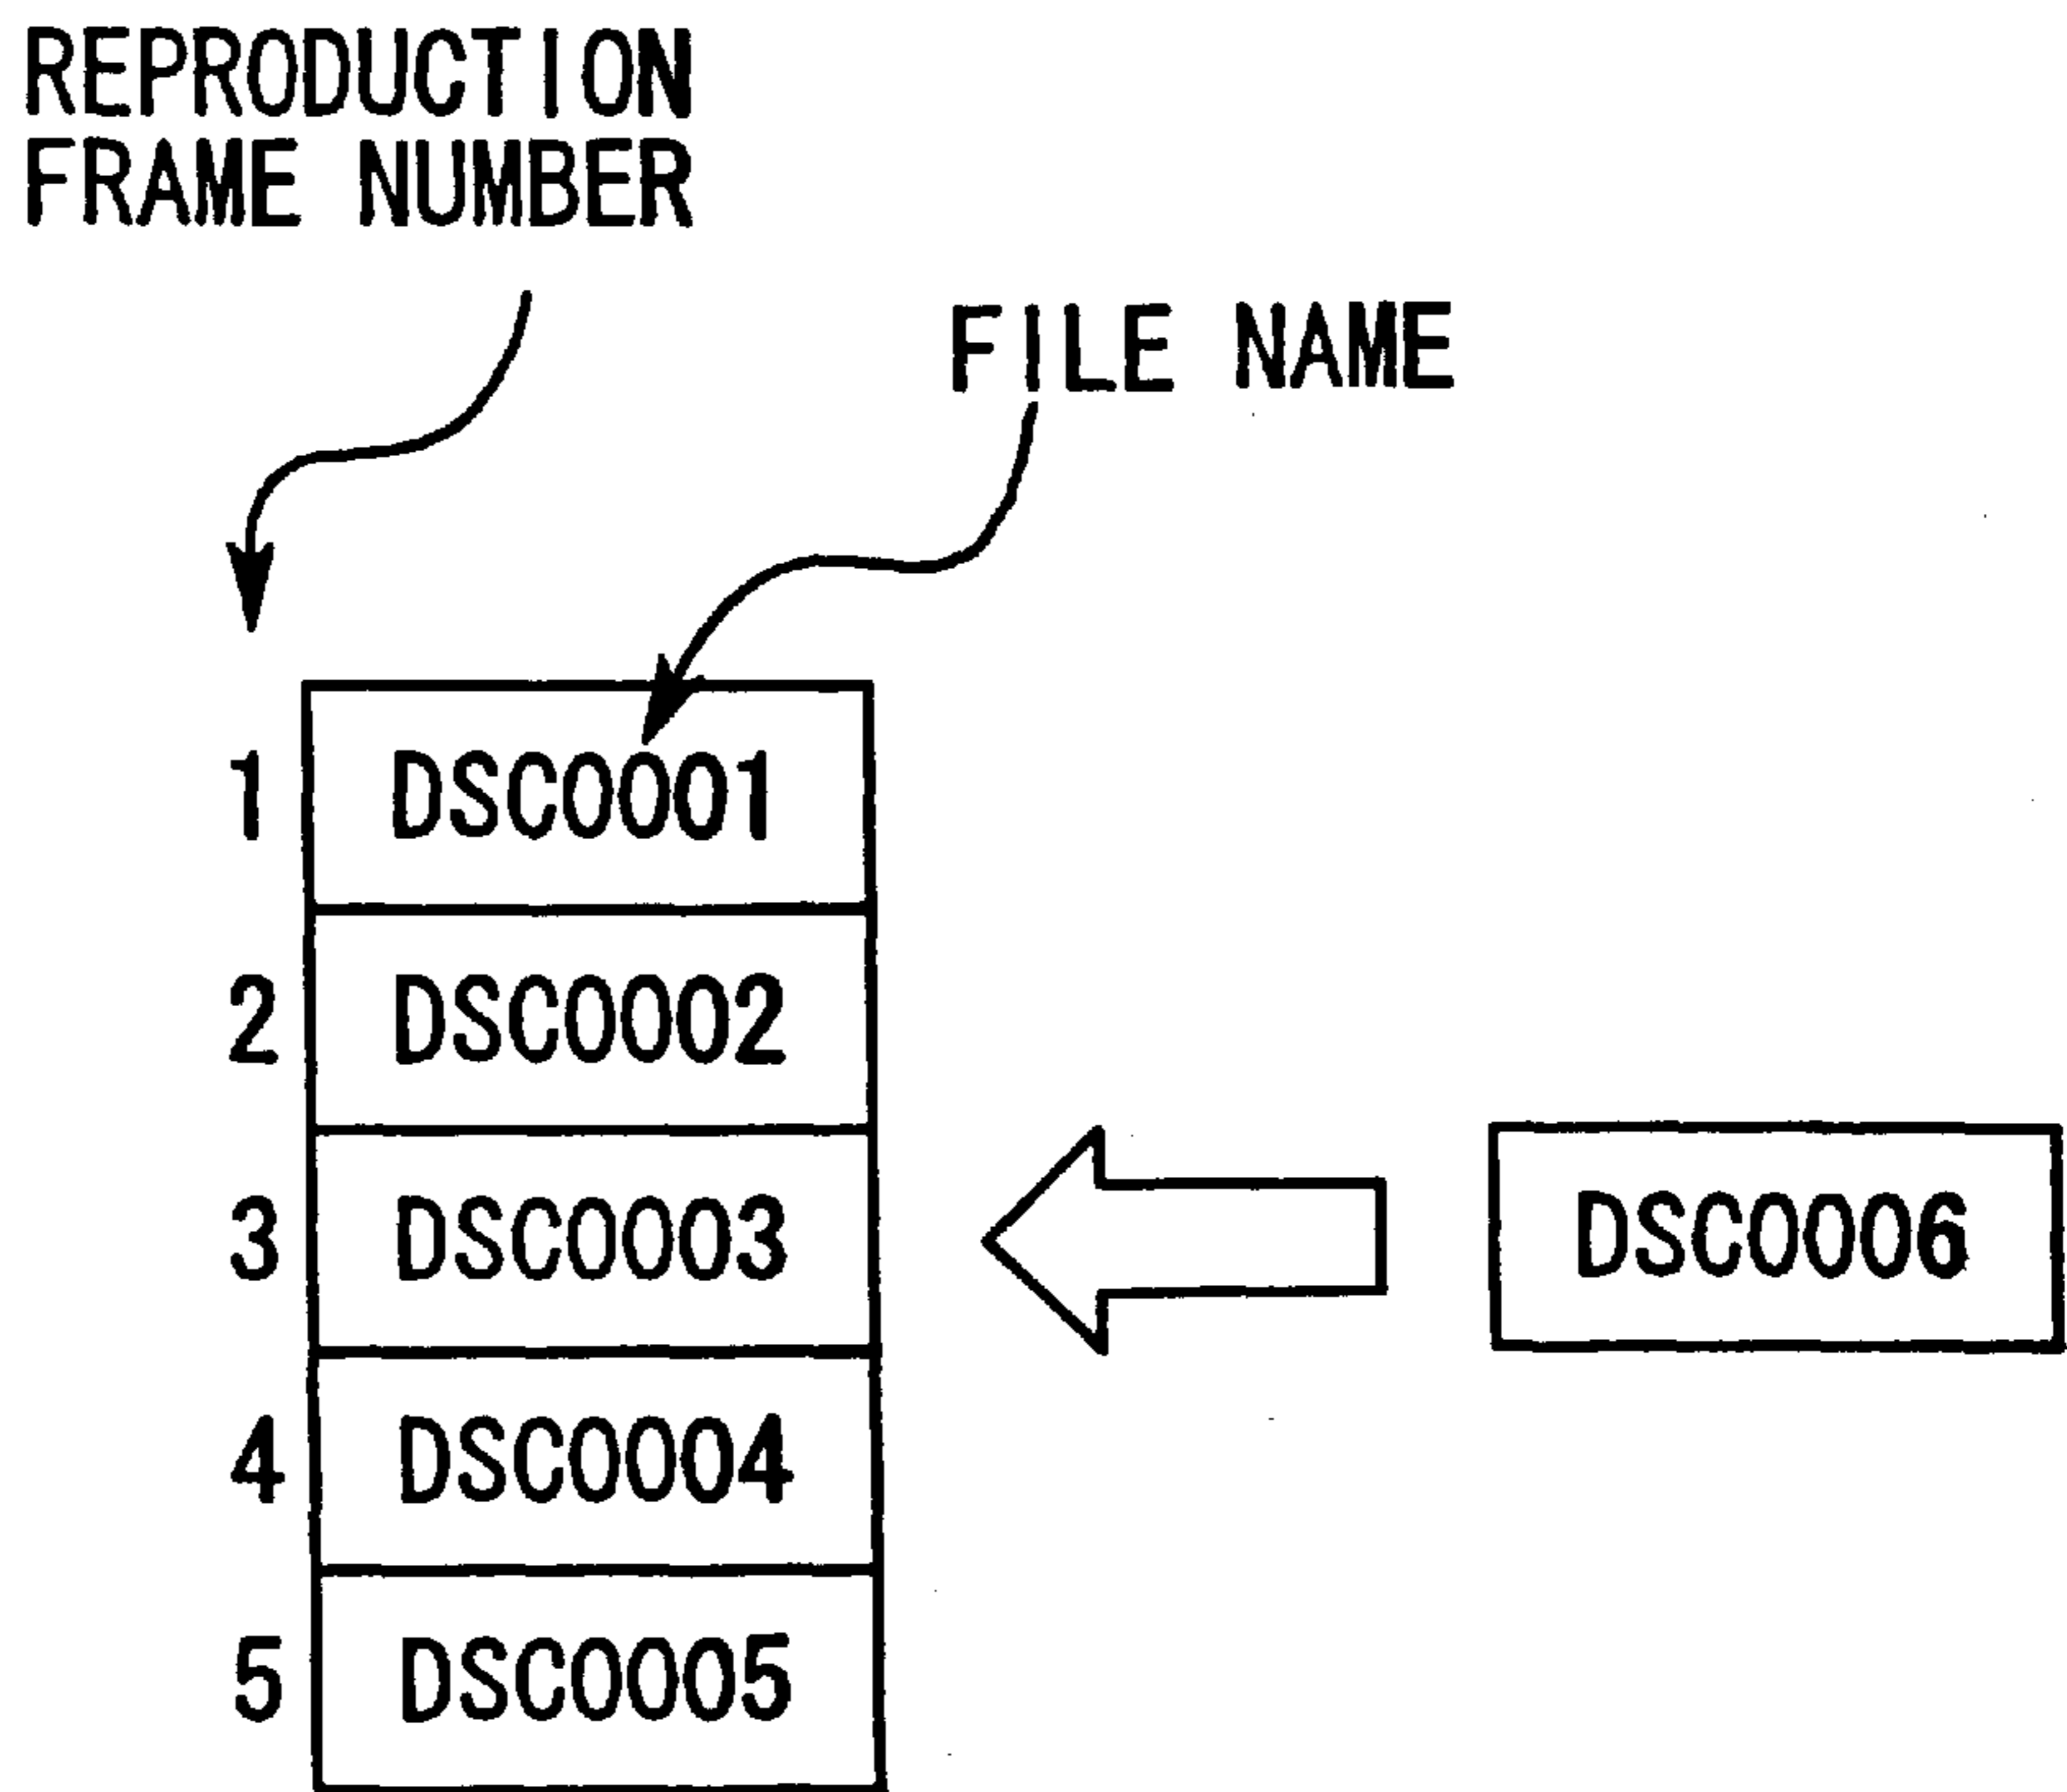 REPRODUCTION
FRAME NUMBER
FILE NAME
1 DSC0001
2 DSC0002
3 DSC0003
DSC0006
4 DSC0004
5 DSC0005